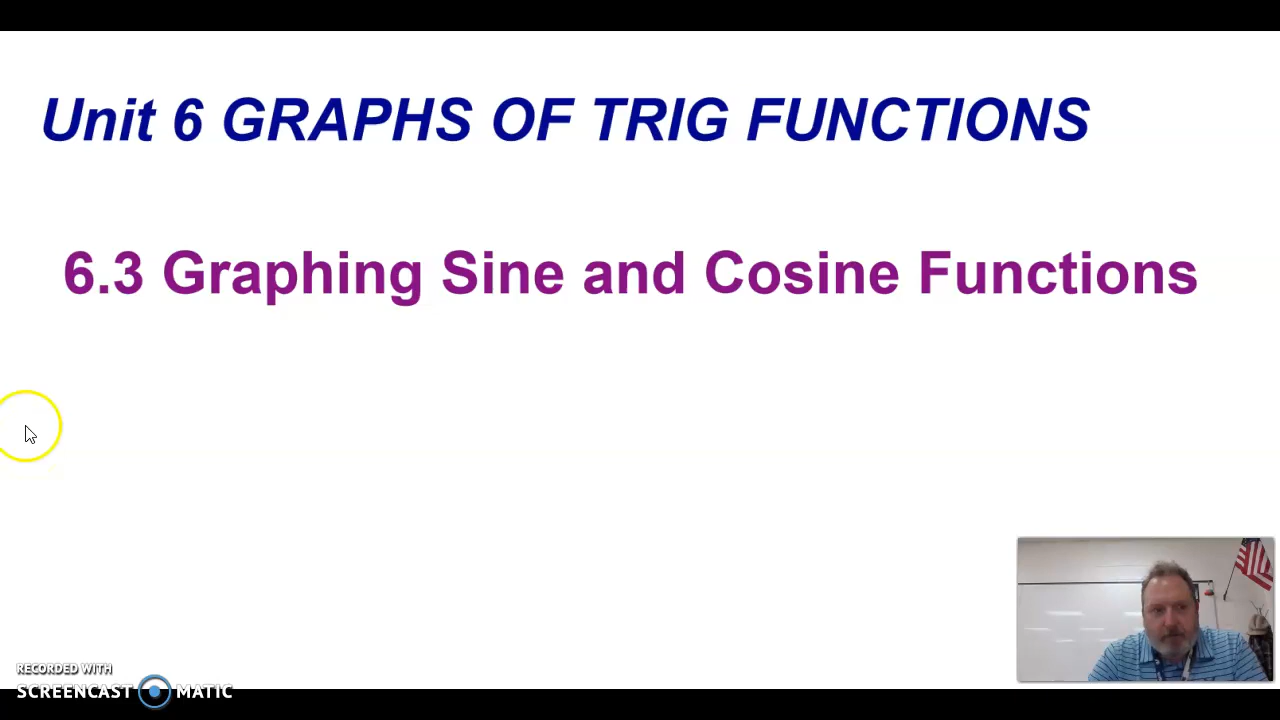 Unit 6 GRAPHS OF TRIG FUNCTIONS
6.3 Graphing Sine and Cosine Functions
RECORDED WITH
SCREENCAST MATIC